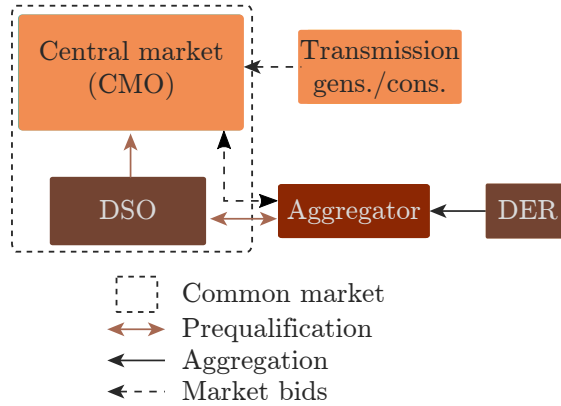 Central market
(CMO)
Transmission
gens./cons.
DSO
Aggregator
DER
Common market
Prequalification
Aggregation
Market bids